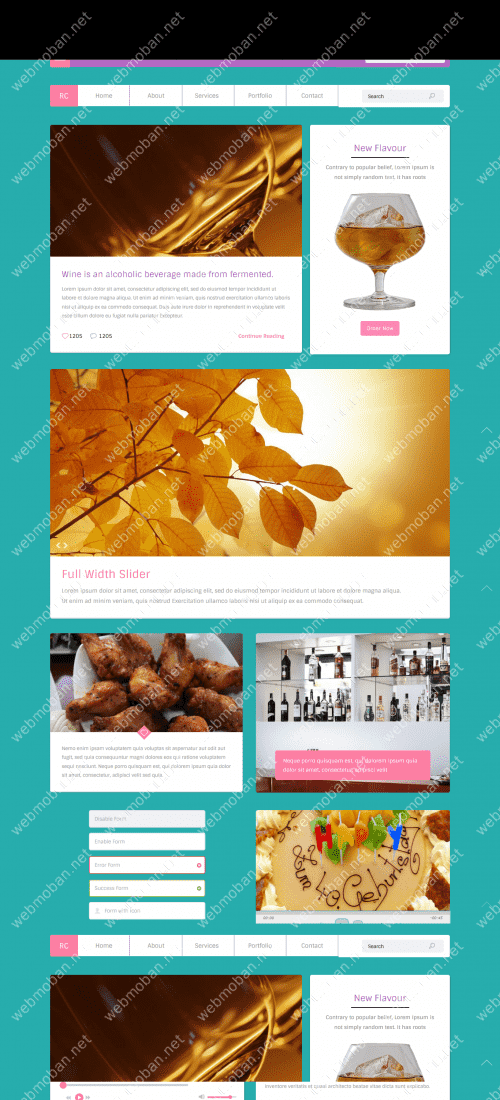 RC
Home
About
Services
Portfolio
Contact
Search
Wine is an alcoholic beverage made from fermented.
Lorem ipsum dolor sit amet, consectetur adipiscing elit, sed do eiusmod tempor incididunt ut
labore et dolore magna aliqua. Ut enim ad minim veniam, quis nostrud exercitation ullamco laboris
nisi ut aliquip ex ea commodo consequat. Duis aute irure dolor in reprehenderit in voluptate velit
esse cillum dolore eu fugiat nulla pariatur. Excepteur.
1205
1205
Continue Reading
New Flavour
Contrary to popular belief, Lorem Ipsum is
not simply random text. It has roots
Order Now
Full Width Slider
Lorem ipsum dolor sit amet, consectetur adipiscing elit, sed do eiusmod tempor incididunt ut labore et dolore magna aliqua.
Ut enim ad minim veniam, quis nostrud exercitation ullamco laboris nisi ut aliquip ex ea commodo consequat.
Nemo enim ipsam voluptatem quia voluptas sit aspernatur aut odit aut
fugit, sed quia consequuntur magni dolores eos qui ratione voluptatem
sequi nesciunt. Neque porro quisquam est, qui dolorem ipsum quia dolor
sit amet, consectetur, adipisci velit sed quia.
Neque porro quisquam est, qui dolorem ipsum quia
dolor sit amet, consectetur, adipisci velit
Disable Form
Enable Form
Error Form
Success Form
Form with icon
HAPPY
Zum 40. Geburtstag
00:00
-02:45
RC
Home
About
Services
Portfolio
Contact
Search
New Flavour
Contrary to popular belief, Lorem Ipsum is
not simply random text. It has roots
inventore veritatis et quasi architecto beatae vitae dicta sunt explicabo.
webmoban.net